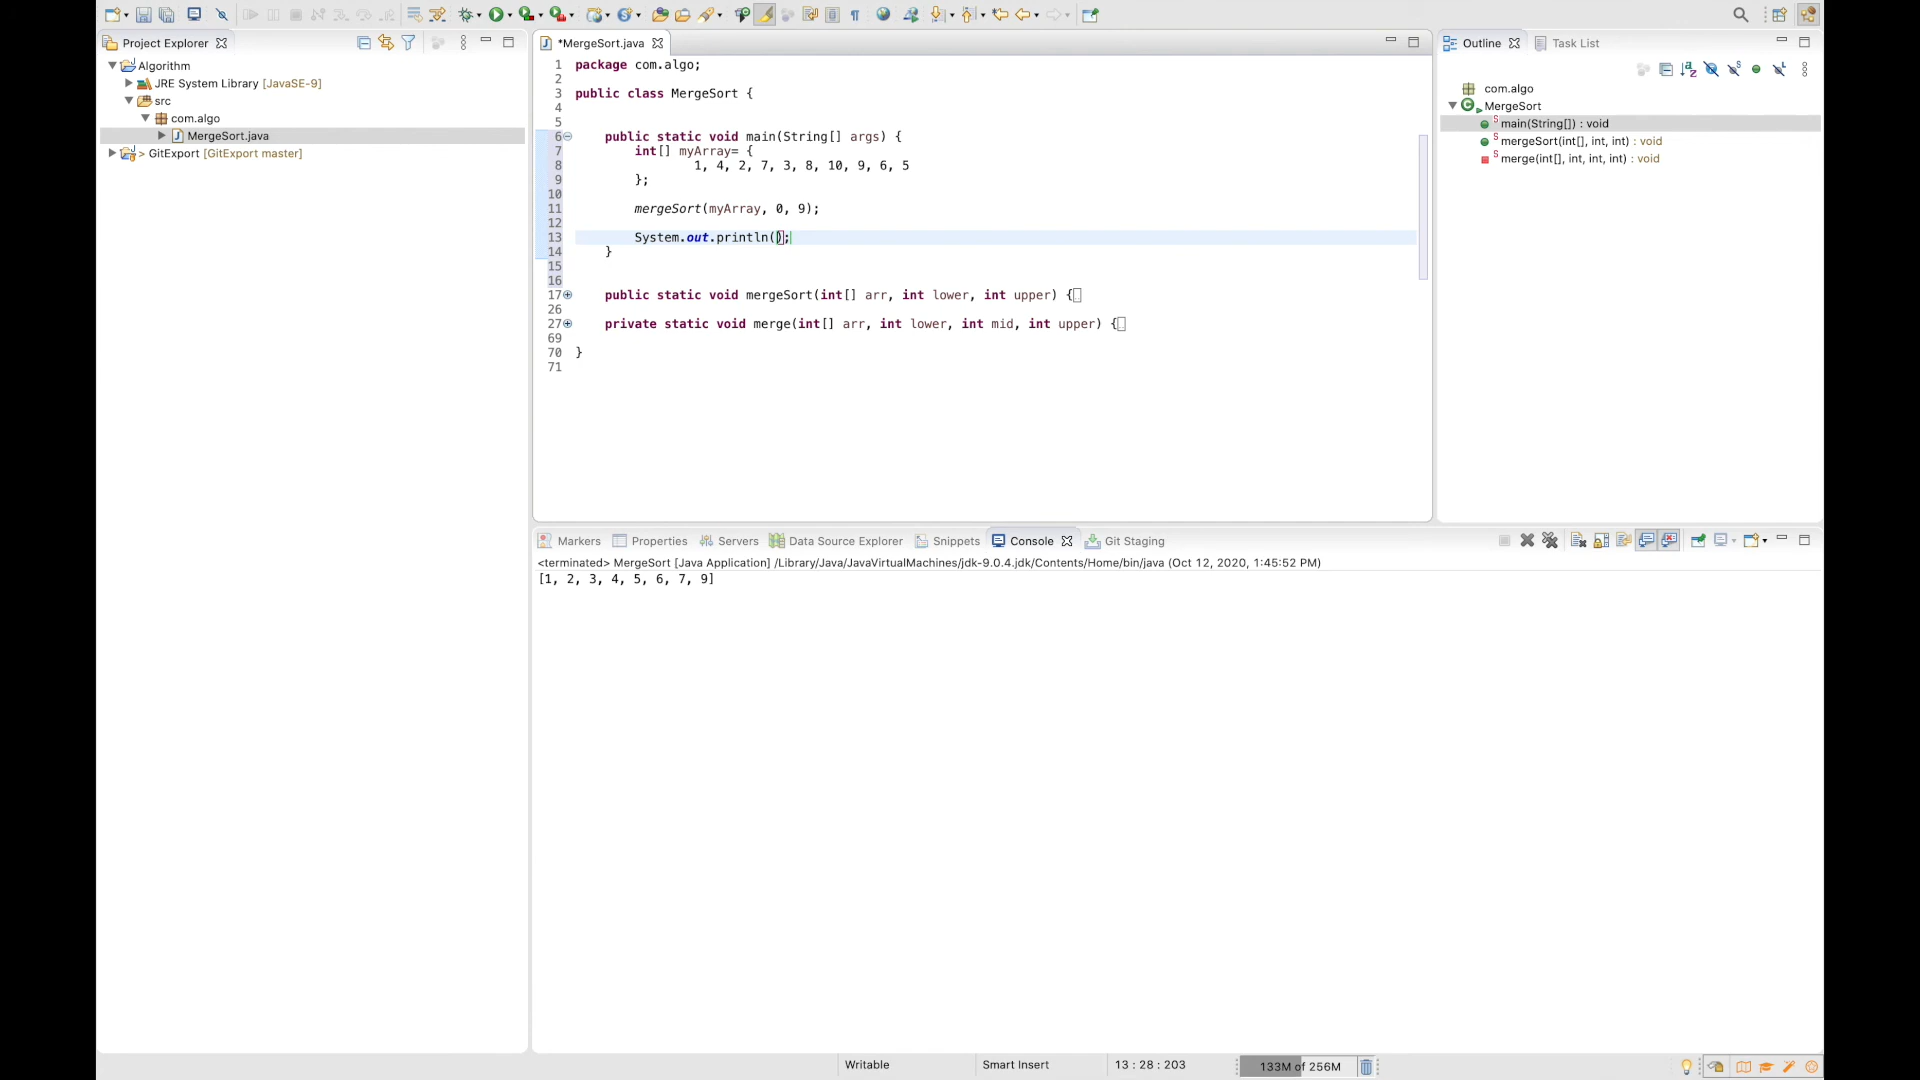 Project Explorer
Algorithm
JRE System Library [JavaSE-9]
src
com.algo
MergeSort.java
> GitExport [GitExport master]
*MergeSort.java
1 package com.algo;
2
3 public class MergeSort {
4
5
6 public static void main(String[] args) {
7 int[] myArray= {
8 1, 4, 2, 7, 3, 8, 10, 9, 6, 5
9 };
10
11 mergeSort(myArray, 0, 9);
12
13 System.out.println();
14 }
15
16
17 public static void mergeSort(int[] arr, int lower, int upper) {
26
27 private static void merge(int[] arr, int lower, int mid, int upper) {
69
70 }
71
Outline Task List
com.algo
MergeSort
main(String[]) : void
mergeSort(int[], int, int) : void
merge(int[], int, int, int) : void
Markers Properties Servers Data Source Explorer Snippets Console Git Staging
<terminated> MergeSort [Java Application] /Library/Java/JavaVirtualMachines/jdk-9.0.4.jdk/Contents/Home/bin/java (Oct 12, 2020, 1:45:52 PM)
[1, 2, 3, 4, 5, 6, 7, 9]
Writable Smart Insert 13 : 28 : 203 133M of 256M